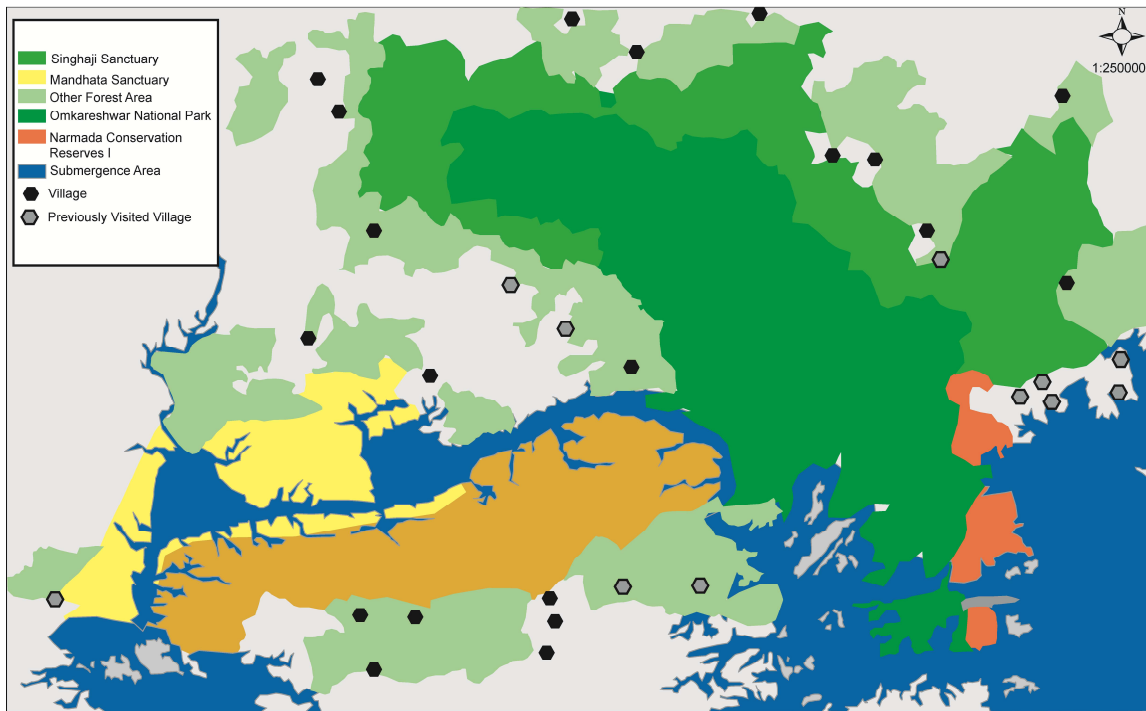 Singhaji Sanctuary
Mandhata Sanctuary
Other Forest Area
Omkareshwar National Park
Narmada Conservation
Reserves I
Submergence Area
Village
Previously Visited Village
N
1:250000